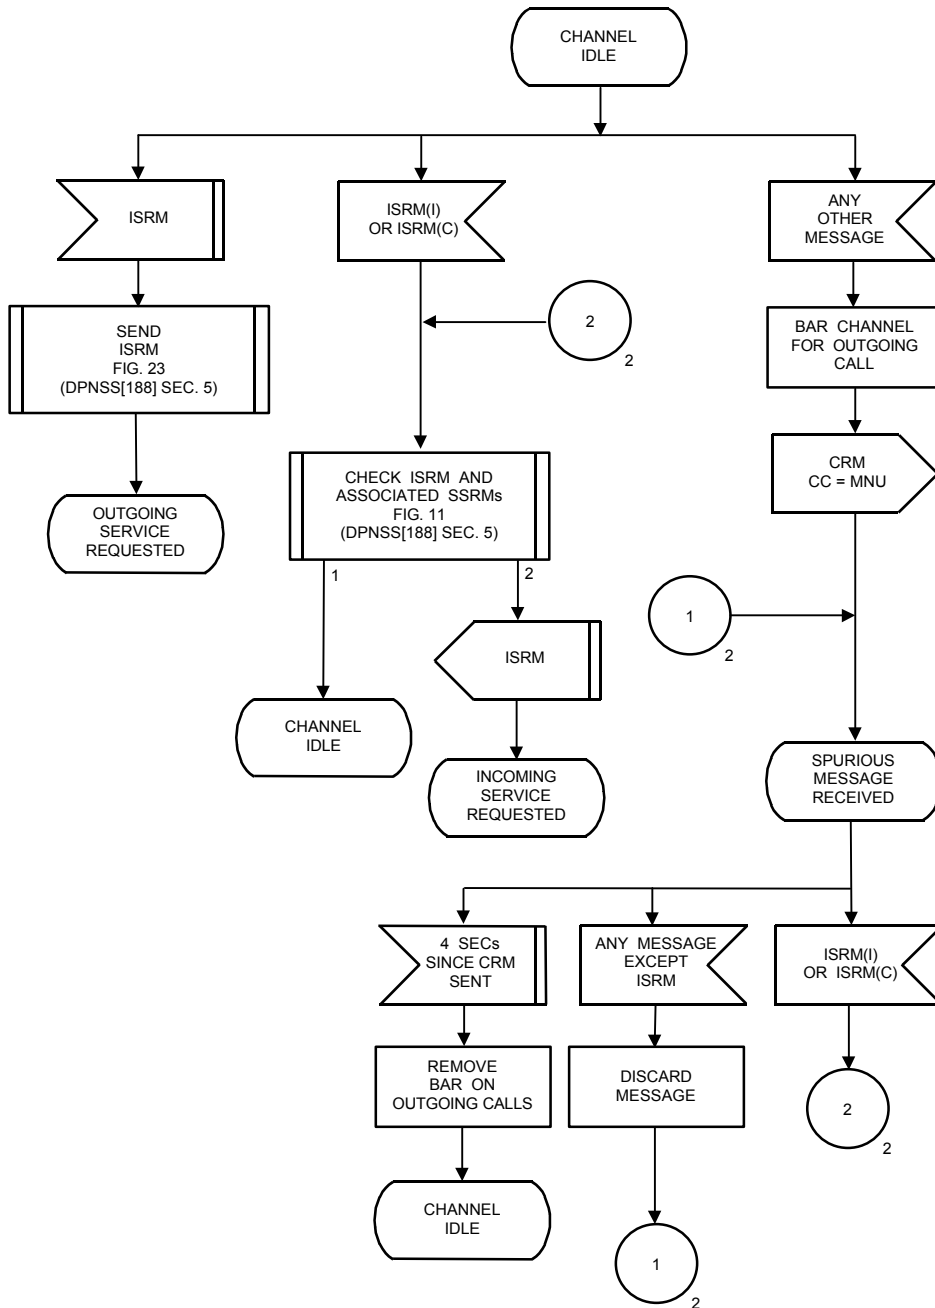 CHANNEL
IDLE
ISRM
ISRM(I)
OR ISRM(C)
ANY
OTHER
MESSAGE
SEND
ISRM
FIG. 23
(DPNSS[188] SEC. 5)
2
2
BAR CHANNEL
FOR OUTGOING
CALL
OUTGOING
SERVICE
REQUESTED
CHECK ISRM AND
ASSOCIATED SSRMs
FIG. 11
(DPNSS[188] SEC. 5)
1
2
CRM
CC = MNU
1
2
ISRM
CHANNEL
IDLE
INCOMING
SERVICE
REQUESTED
SPURIOUS
MESSAGE
RECEIVED
4 SECs
SINCE CRM
SENT
ANY MESSAGE
EXCEPT
ISRM
ISRM(I)
OR ISRM(C)
REMOVE
BAR ON
OUTGOING CALLS
DISCARD
MESSAGE
2
2
CHANNEL
IDLE
1
2